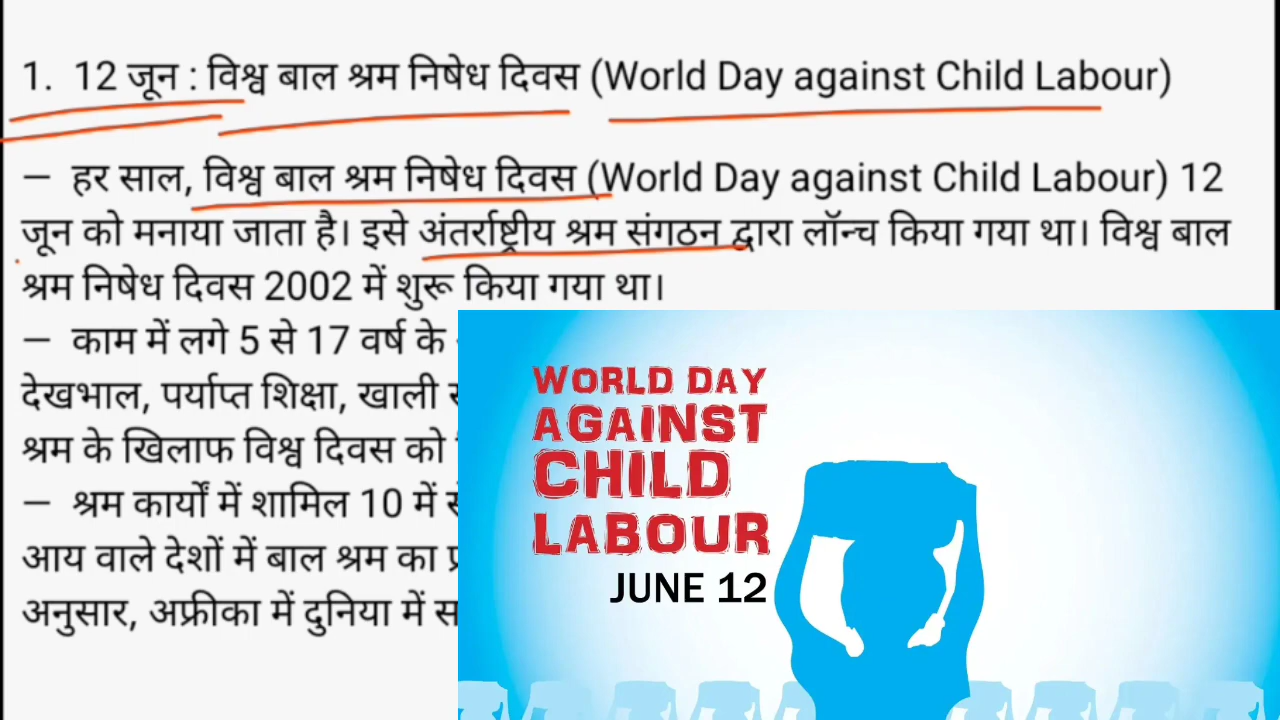 1. 12 जून : विश्व बाल श्रम निषेध दिवस (World Day against Child Labour)
— हर साल, विश्व बाल श्रम निषेध दिवस (World Day against Child Labour) 12
जून को मनाया जाता है। इसे अंतर्राष्ट्रीय श्रम संगठन द्वारा लॉन्च किया गया था। विश्व बाल
श्रम निषेध दिवस 2002 में शुरू किया गया था।
— काम में लगे 5 से 17 वर्ष के
देखभाल, पर्याप्त शिक्षा, खाली
श्रम के खिलाफ विश्व दिवस को
— श्रम कार्यों में शामिल 10 में
आय वाले देशों में बाल श्रम का
अनुसार, अफ्रीका में दुनिया में
WORLD DAY
AGAINST
CHILD
LABOUR
JUNE 12